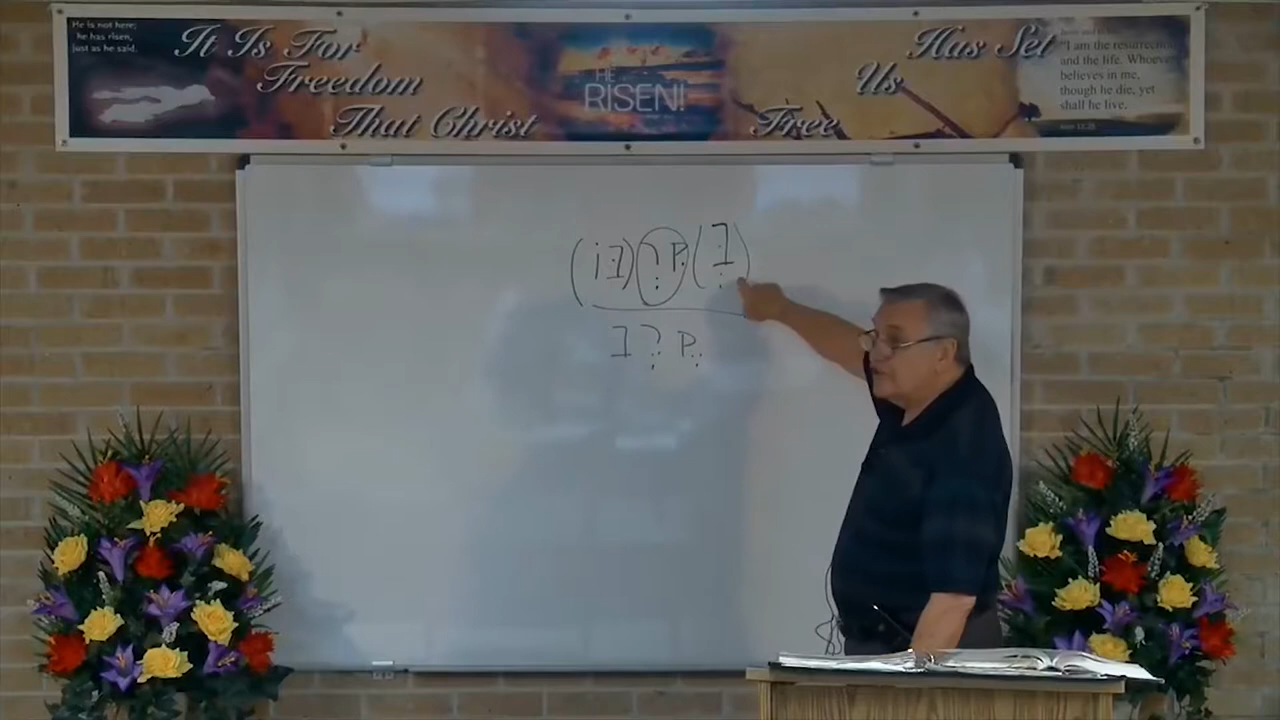 He is not here;
he has risen,
just as he said.
It Is For
Freedom
That Christ
HE
RISEN!
Has Set
Us
Free
"I am the
and the life. Whoever
believes in me,
though he die, yet
shall he live.
(בְּ)קִרְ(בּוֹ)
קֶרֶב